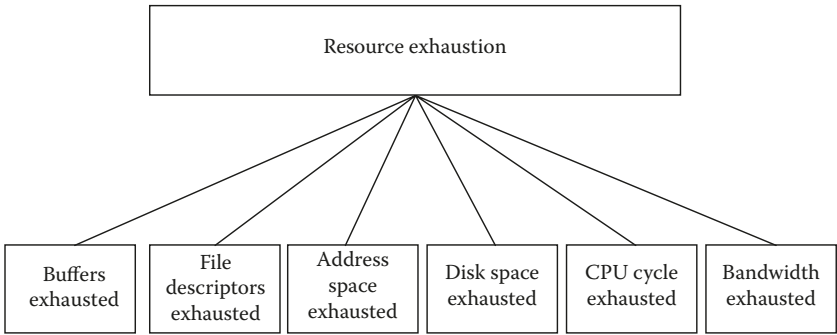 Resource exhaustion
Buffers
exhausted
File
descriptors
exhausted
Address
space
exhausted
Disk space
exhausted
CPU cycle
exhausted
Bandwidth
exhausted